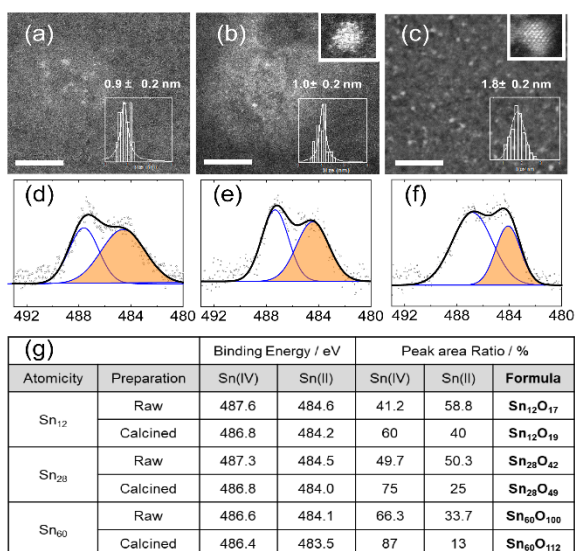 (a) (b) (c)
0.9 ± 0.2 nm 1.0± 0.2 nm 1.8± 0.2 nm
(d) (e) (f)
492 488 484 480 492 488 484 480 492 488 484 480
(g) Binding Energy / eV Peak area Ratio / %
Atomicity Preparation Sn(IV) Sn(II) Sn(IV) Sn(II) Formula
Sn₁₂ Raw 487.6 484.6 41.2 58.8 Sn₁₂O₁₇
Calcined 486.8 484.2 60 40 Sn₁₂O₁₉
Sn₂₈ Raw 487.3 484.5 49.7 50.3 Sn₂₈O₄₂
Calcined 486.8 484.0 75 25 Sn₂₈O₄₉
Sn₆₀ Raw 486.6 484.1 66.3 33.7 Sn₆₀O₁₀₀
Calcined 486.4 483.5 87 13 Sn₆₀O₁₁₂